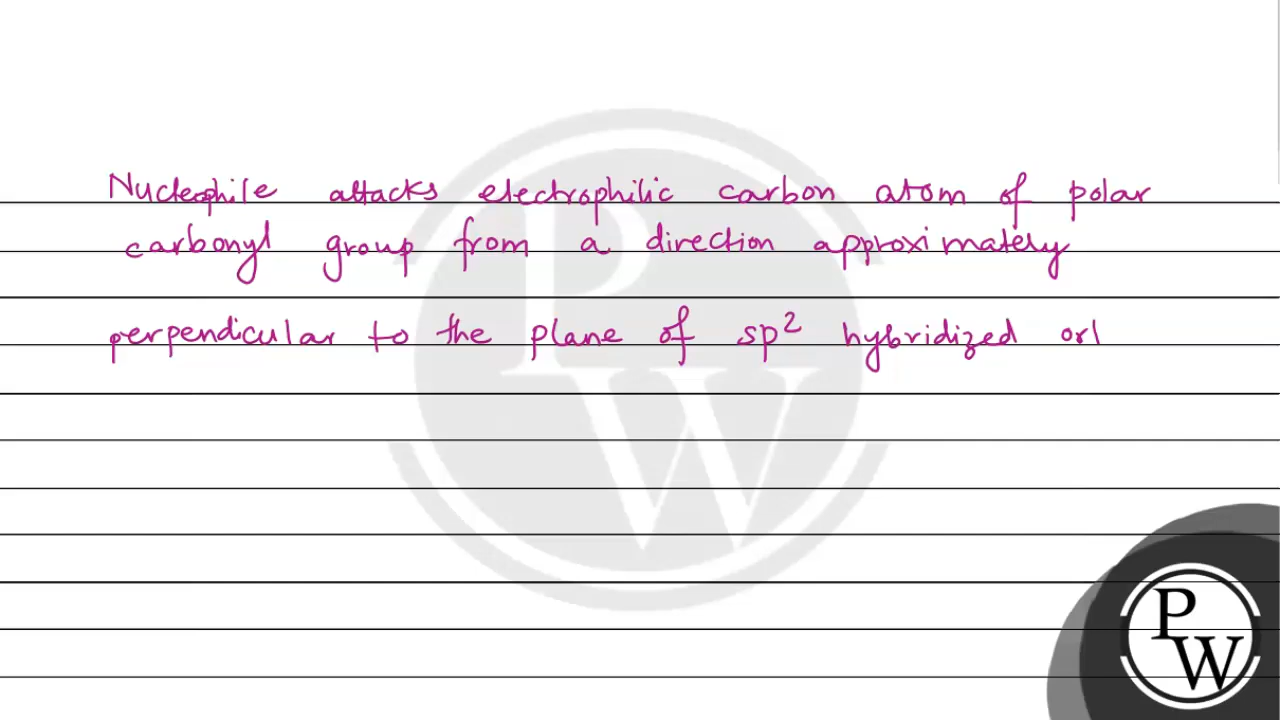 Nucleophile attacks electrophilic carbon atom of polar
carbonyl group from a direction approximately
perpendicular to the plane of sp² hybridized orl
P
W
P
W